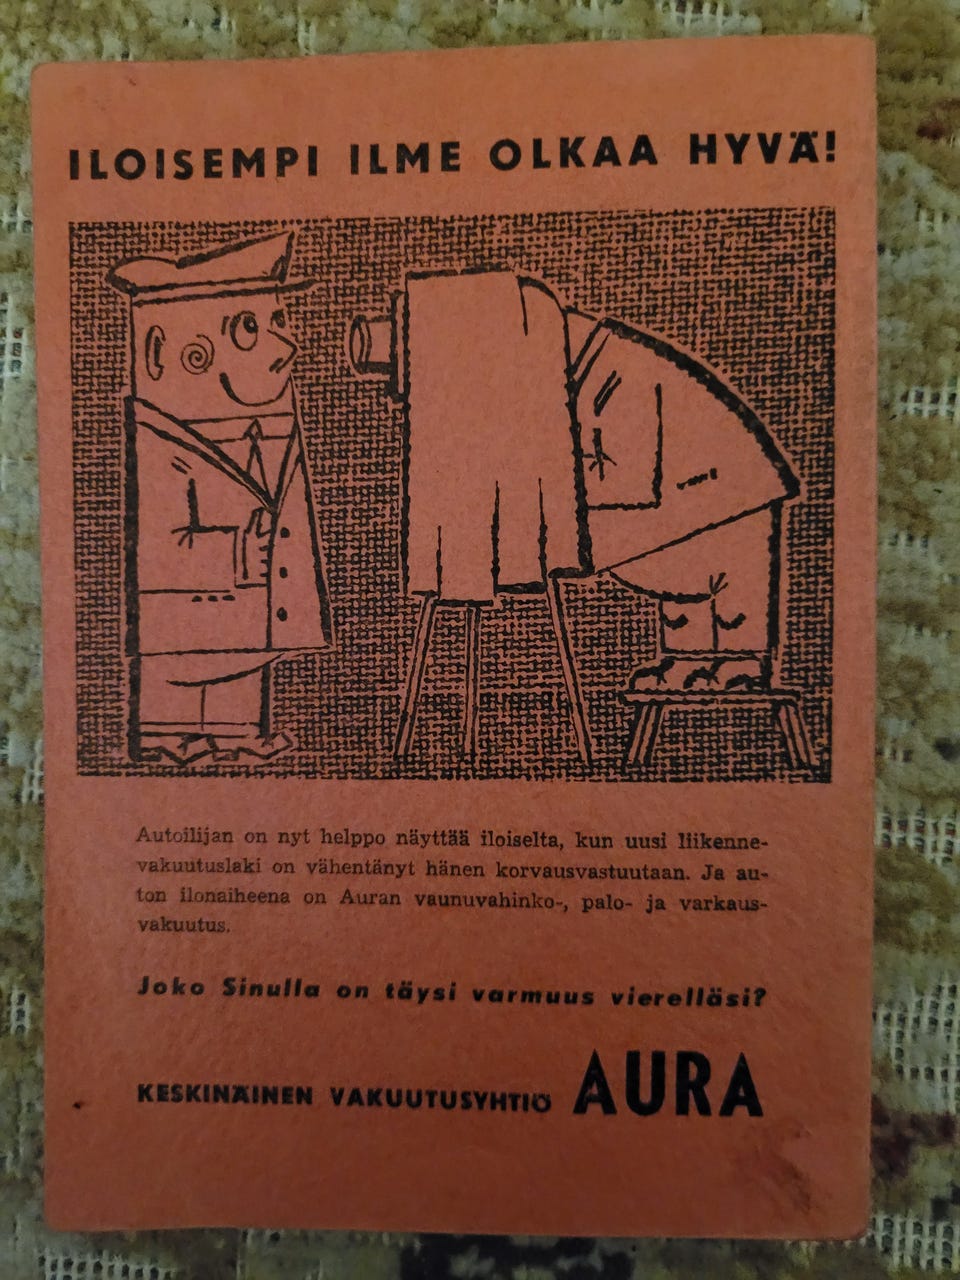 ILOISEMPI ILME OLKAA HYVÄ!
Autoilijan on nyt helppo näyttää iloiselta, kun uusi liikenne-
vakuutuslaki on vähentänyt hänen korvausvastuutaan. Ja au-
ton ilonaiheena on Auran vaunuvahinko-, palo- ja varkaus-
vakuutus.
Joko Sinulla on täysi varmuus vierelläsi?
KESKINÄINEN VAKUUTUSYHTIÖ AURA